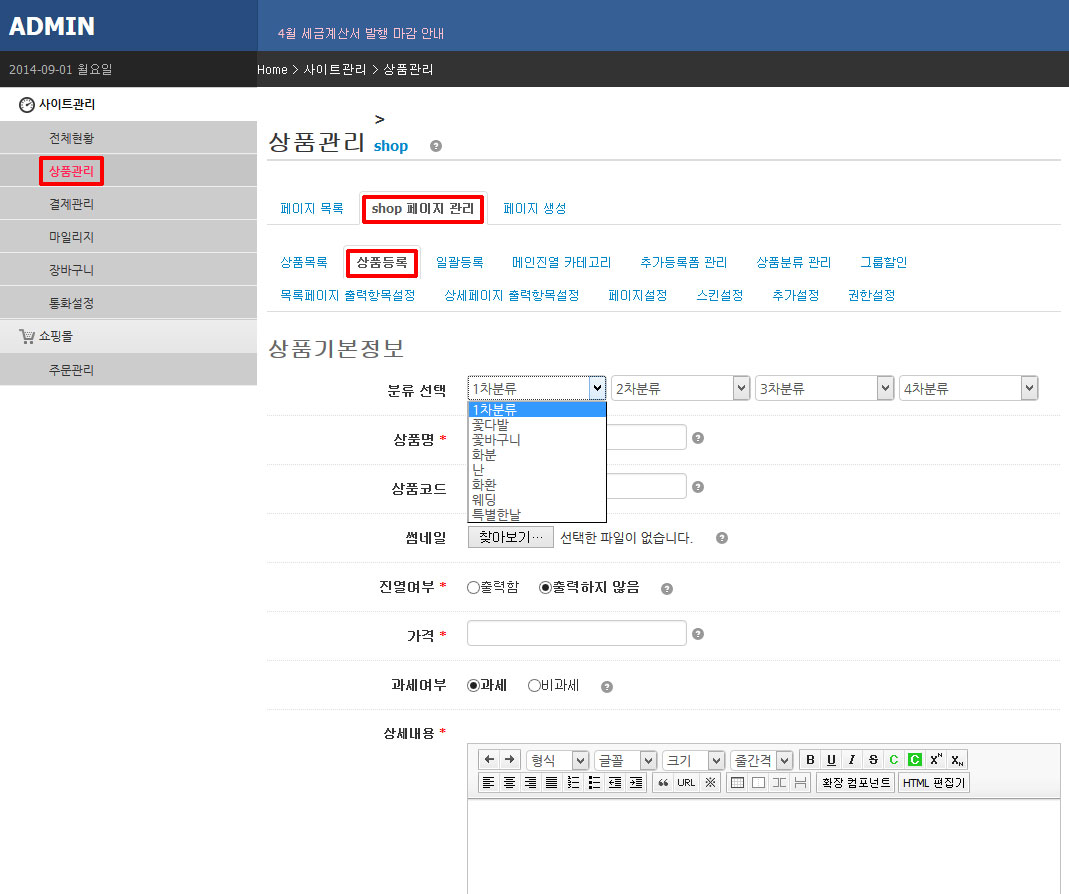 ADMIN
4월 세금계산서 발행 마감 안내
2014-09-01 월요일
Home > 사이트관리 > 상품관리
사이트관리
전체현황
상품관리
결제관리
마일리지
장바구니
통화설정
쇼핑몰
주문관리
>
상품관리 shop ?
페이지 목록 shop 페이지 관리 페이지 생성
상품목록 상품등록 일괄등록 메인진열 카테고리 추가등록폼 관리 상품분류 관리 그룹할인
목록페이지 출력항목설정 상세페이지 출력항목설정 페이지설정 스킨설정 추가설정 권한설정
상품기본정보
분류 선택 1차분류 2차분류 3차분류 4차분류
1차분류
꽃다발
꽃바구니
화분
난
화환
웨딩
특별한날
상품명 * ?
상품코드 ?
썸네일 찾아보기… 선택한 파일이 없습니다. ?
진열여부 * 출력함 출력하지 않음 ?
가격 * ?
과세여부 과세 비과세 ?
상세내용 *
형식 글꼴 크기 줄간격 B U I S C C XN XN
“ URL ※ 확장 컴포넌트 HTML 편집기